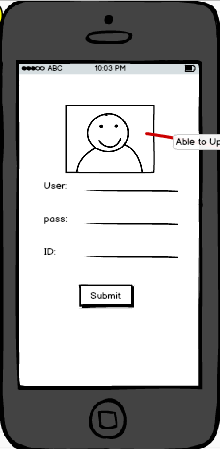 ABC 10:03 PM
Able to Up
User:
pass:
ID:
Submit